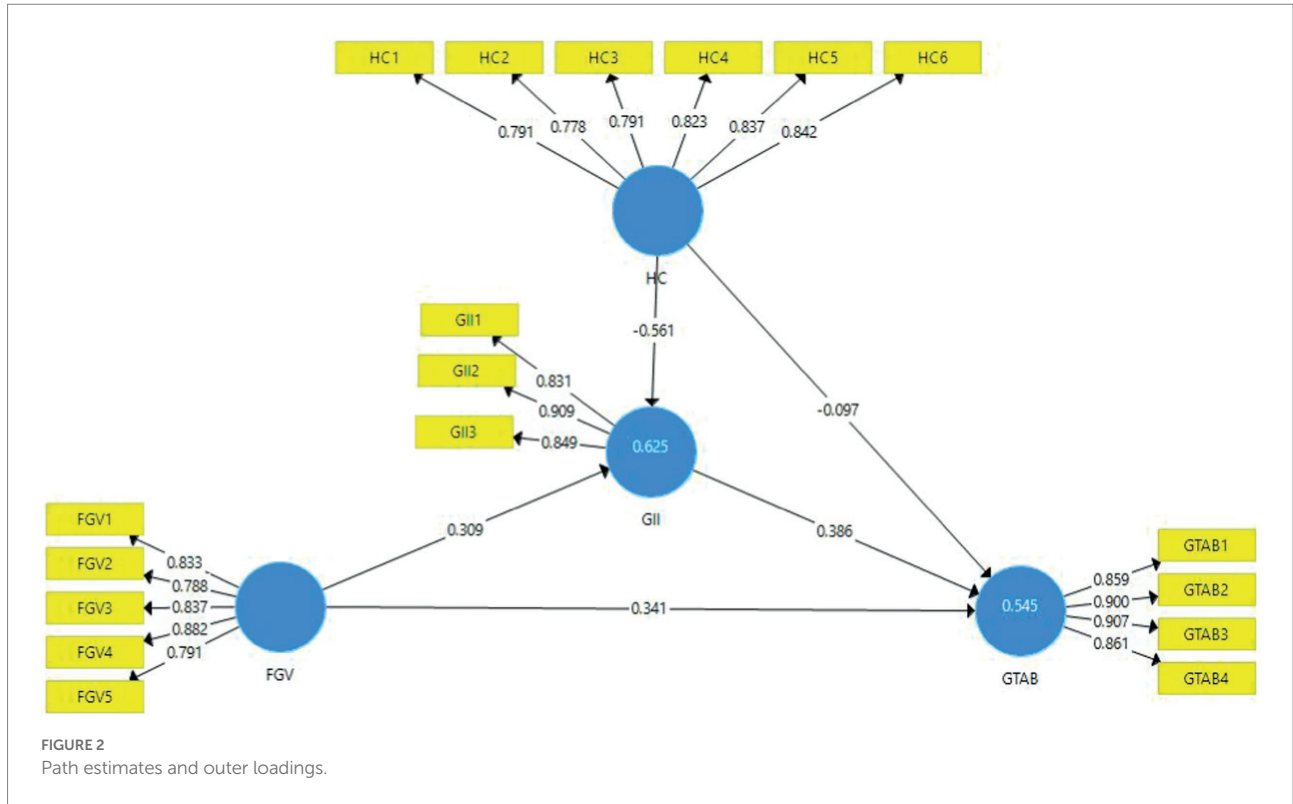 HC1 HC2 HC3 HC4 HC5 HC6
0.791 0.778 0.791 0.823 0.837 0.842
HC
GII1
GII2
GII3
0.831
0.909
0.849
-0.561
-0.097
0.625
GII
0.309
0.386
FGV1
FGV2
FGV3
FGV4
FGV5
0.833
0.788
0.837
0.882
0.791
FGV
0.341
0.545
GTAB
0.859
0.900
0.907
0.861
GTAB1
GTAB2
GTAB3
GTAB4
FIGURE 2
Path estimates and outer loadings.